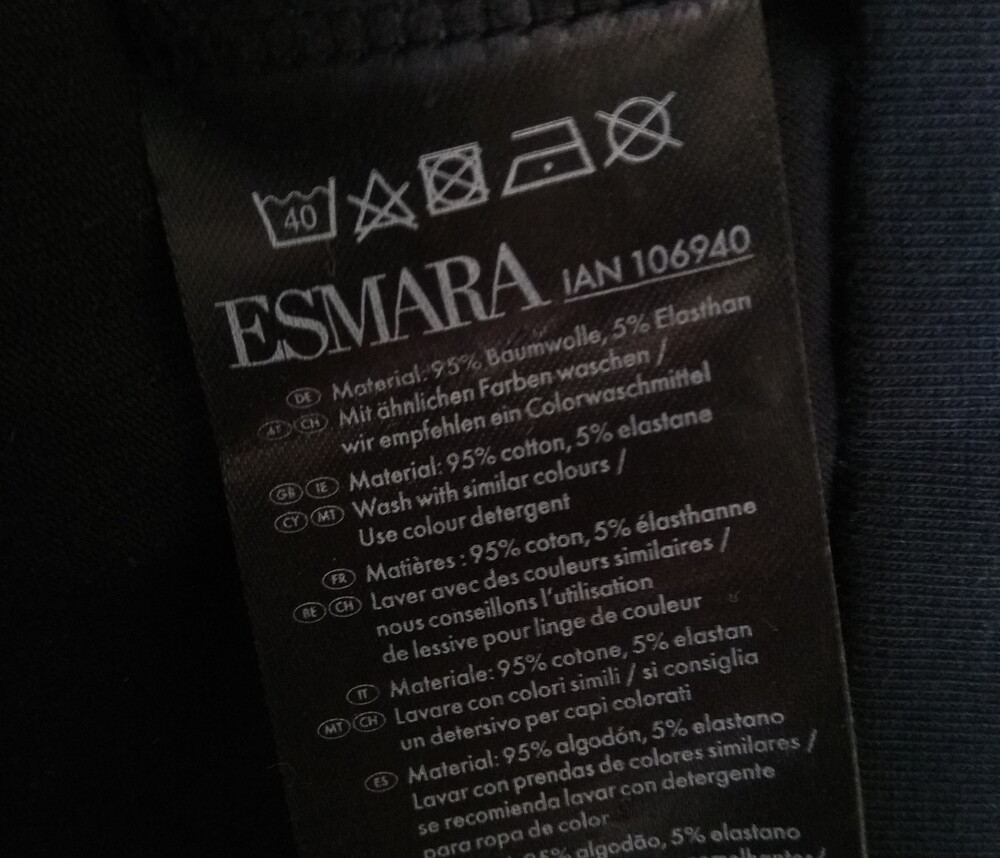 40
ESMARA IAN 106940
DE Material: 95% Baumwolle, 5% Elasthan
AT CH Mit ähnlichen Farben waschen /
wir empfehlen ein Colorwaschmittel
GB IE Material: 95% cotton, 5% elastane
CY MT Wash with similar colours /
Use colour detergent
FR Matières : 95% coton, 5% élasthanne
BE CH Laver avec des couleurs similaires /
nous conseillons l'utilisation
de lessive pour linge de couleur
IT Materiale: 95% cotone, 5% elastan
MT CH Lavare con colori simili / si consiglia
un detersivo per capi colorati
ES Material: 95% algodón, 5% elastano
Lavar con prendas de colores similares /
se recomienda lavar con detergente
para ropa de color
95% algodão, 5% elastano